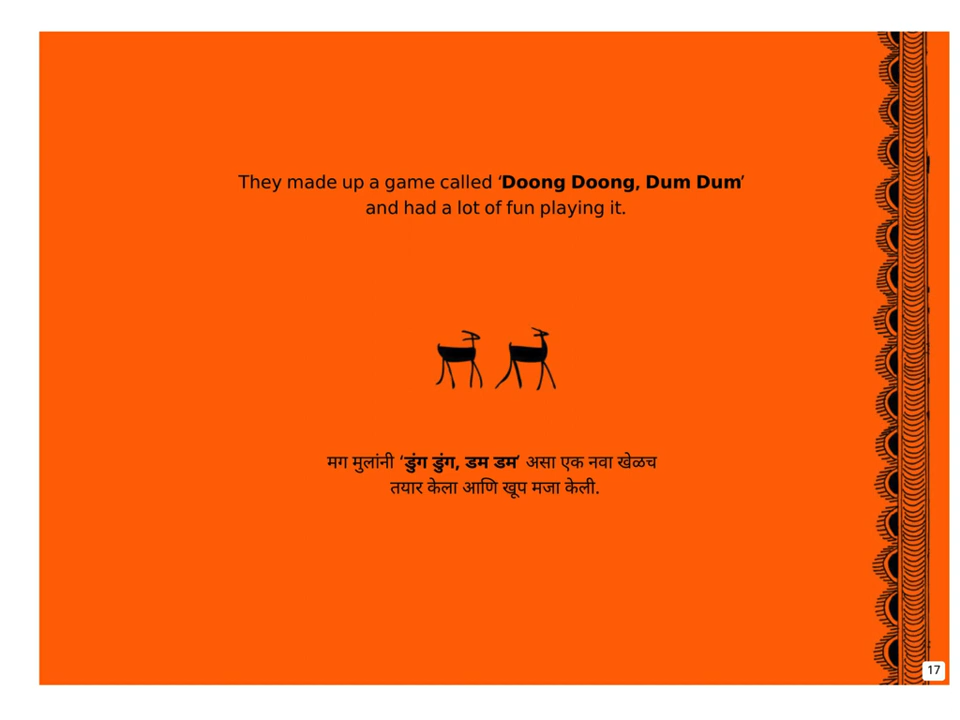 They made up a game called ‘Doong Doong, Dum Dum’
and had a lot of fun playing it.
मग मुलांनी ‘डुंग डुंग, डम डम’ असा एक नवा खेळच
तयार केला आणि खूप मजा केली.
17